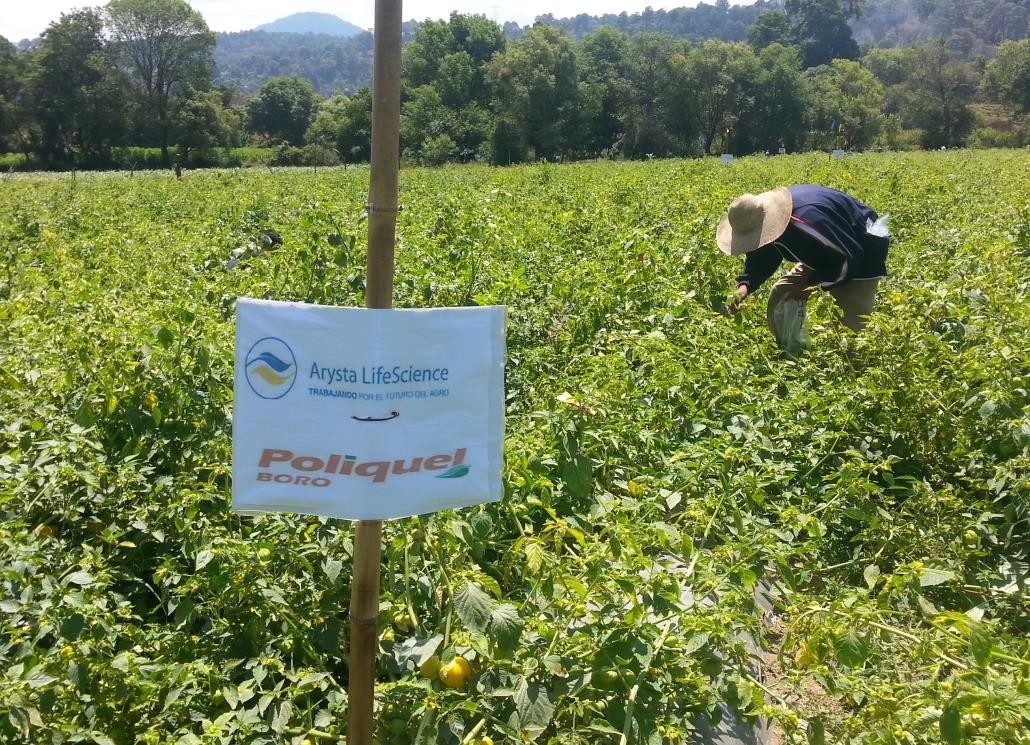 Arysta LifeScience
TRABAJANDO POR EL FUTURO DEL AGRO
Poliquel
BORO